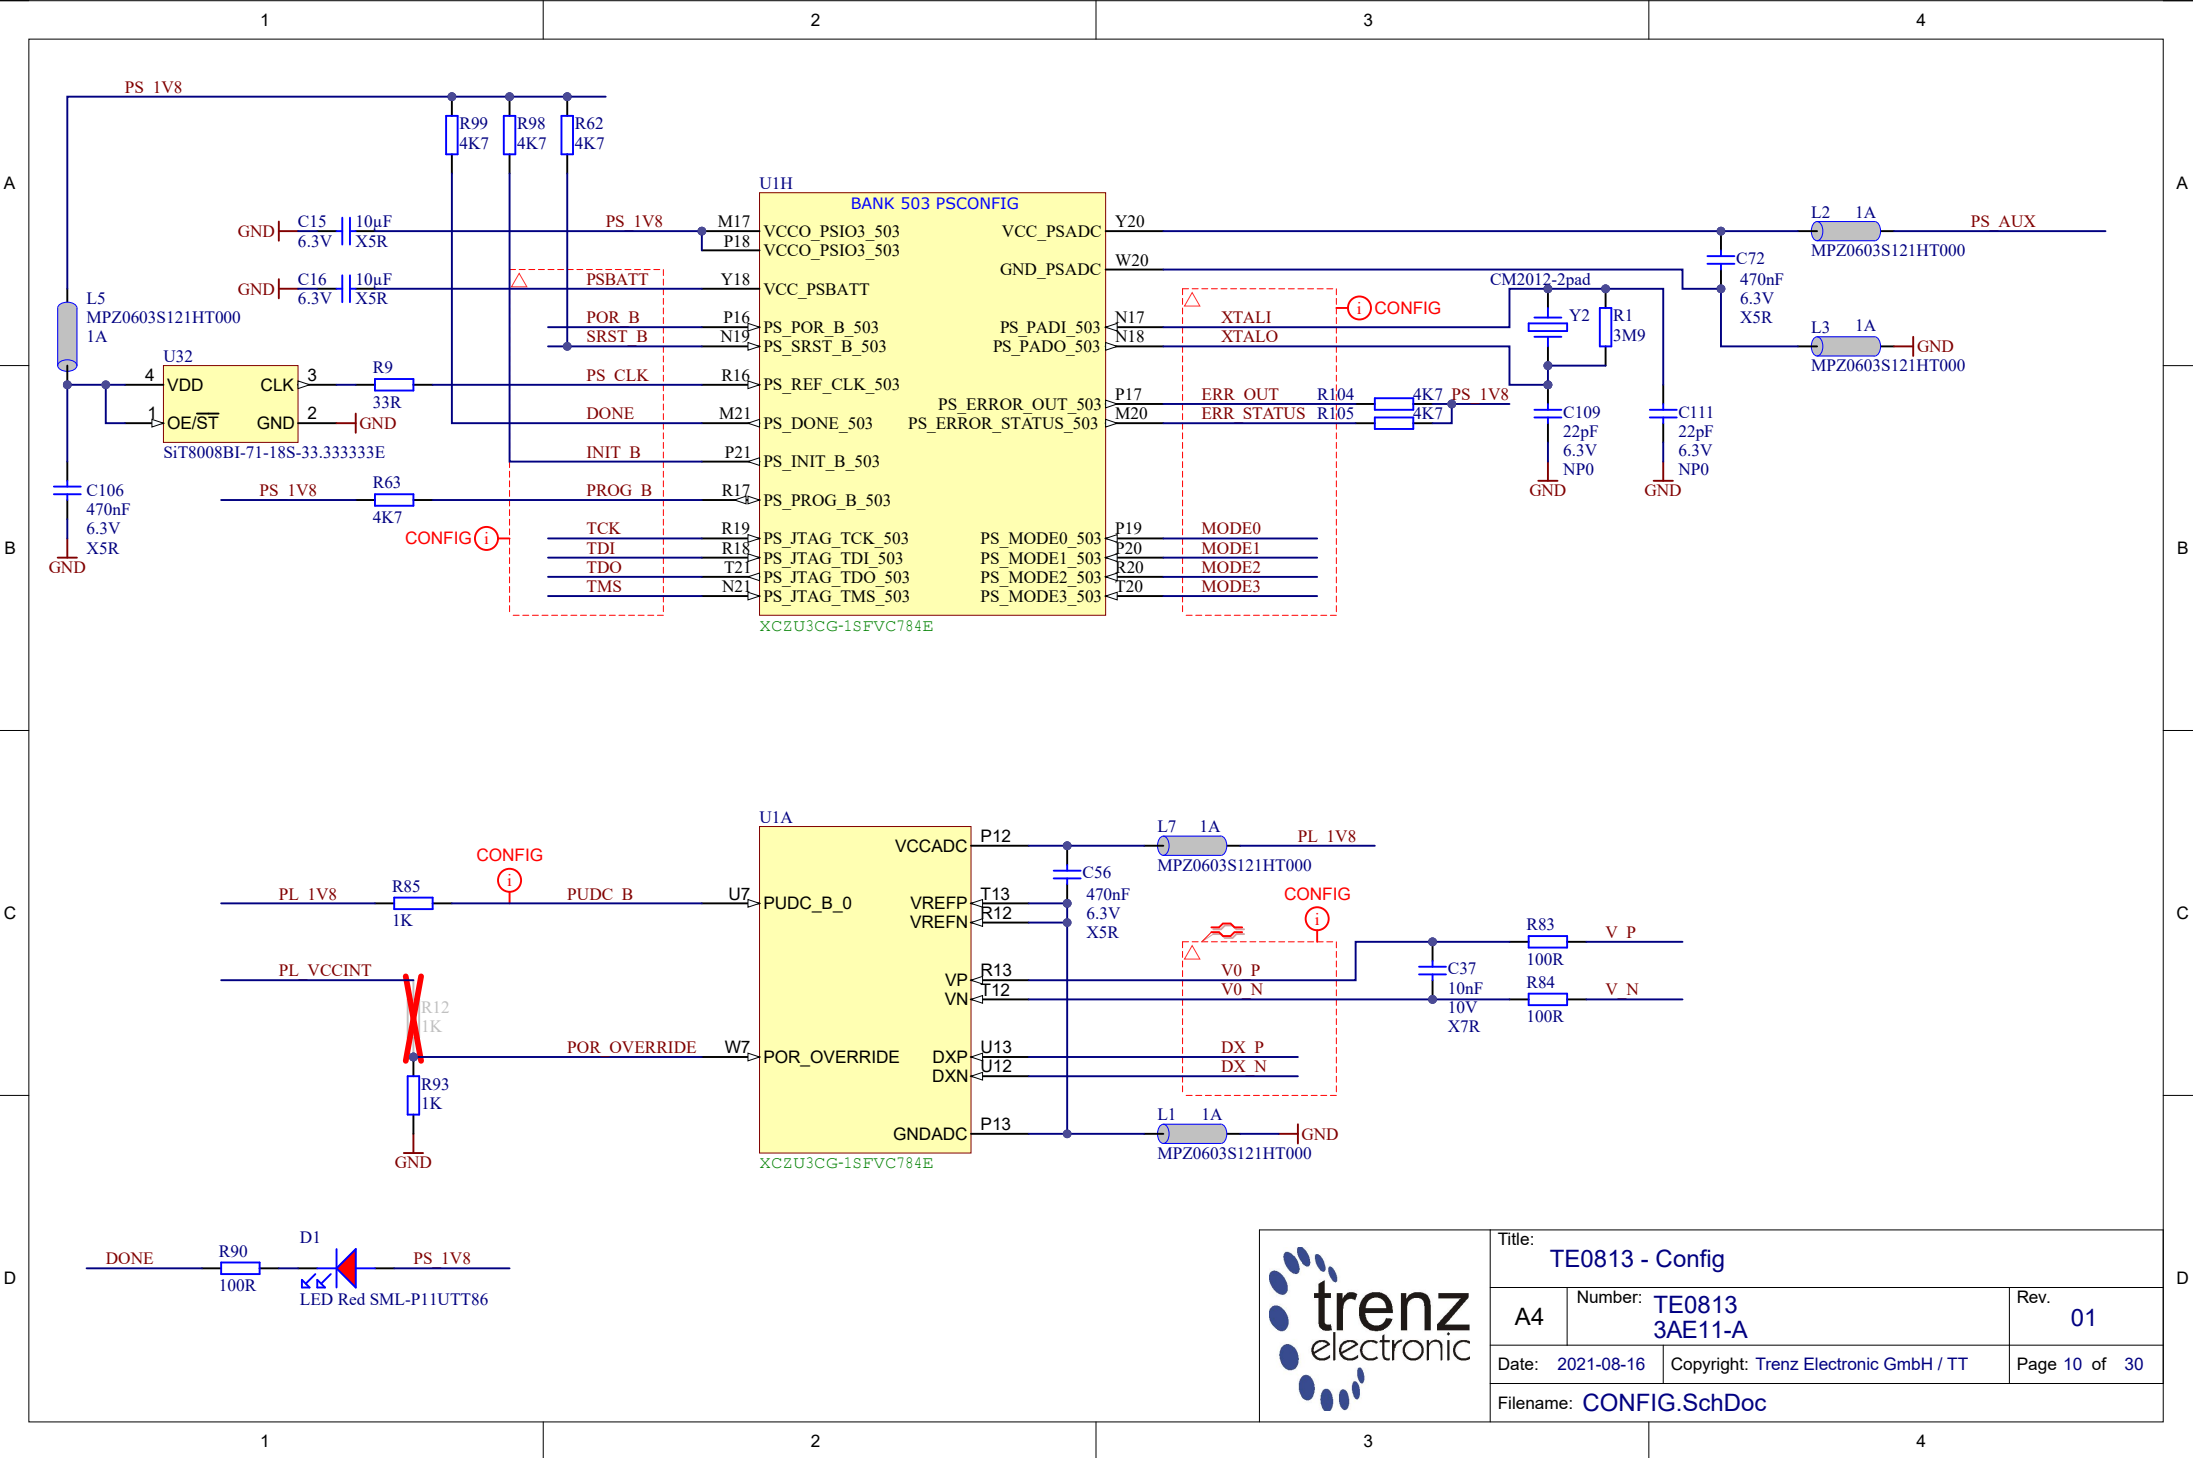 1 2 3 4
A A
B B
C C
D D
PS_1V8
R99 4K7
R98 4K7
R62 4K7
U1H
BANK 503 PSCONFIG
GND C15 10µF 6.3V X5R
PS_1V8
M17 VCCO_PSIO3_503
P18 VCCO_PSIO3_503
GND C16 10µF 6.3V X5R
PSBATT Y18 VCC_PSBATT
POR_B P16 PS_POR_B_503
SRST_B N19 PS_SRST_B_503
L5
MPZ0603S121HT000
1A
U32
4 VDD CLK 3
1 OE/ST GND 2 GND
SiT8008BI-71-18S-33.333333E
R9
33R
PS_CLK R16 PS_REF_CLK_503
DONE M21 PS_DONE_503
INIT_B P21 PS_INIT_B_503
C106
470nF
6.3V
X5R
GND
PS_1V8 R63 4K7
PROG_B R17 PS_PROG_B_503
CONFIG i
TCK R19 PS_JTAG_TCK_503
TDI R18 PS_JTAG_TDI_503
TDO T21 PS_JTAG_TDO_503
TMS N21 PS_JTAG_TMS_503
VCC_PSADC Y20
GND_PSADC W20
L2 1A
MPZ0603S121HT000
PS_AUX
C72
470nF
6.3V
X5R
L3 1A
MPZ0603S121HT000
GND
i CONFIG
PS_PADI_503 N17 XTALI
PS_PADO_503 N18 XTALO
CM2012-2pad
Y2
R1
3M9
PS_ERROR_OUT_503 P17 ERR_OUT R104 4K7 PS_1V8
PS_ERROR_STATUS_503 M20 ERR_STATUS R105 4K7
C109
22pF
6.3V
NP0
GND
C111
22pF
6.3V
NP0
GND
PS_MODE0_503 P19 MODE0
PS_MODE1_503 P20 MODE1
PS_MODE2_503 R20 MODE2
PS_MODE3_503 T20 MODE3
XCZU3CG-1SFVC784E
U1A
CONFIG
i
PL_1V8 R85 1K
PUDC_B U7 PUDC_B_0
PL_VCCINT
R12
1K
POR_OVERRIDE W7 POR_OVERRIDE
R93
1K
GND
VCCADC P12
L7 1A
MPZ0603S121HT000
PL_1V8
C56
470nF
6.3V
X5R
VREFP T13
VREFN R12
CONFIG
i
VP R13 V0_P
VN T12 V0_N
C37
10nF
10V
X7R
R83
100R
V_P
R84
100R
V_N
DXP U13 DX_P
DXN U12 DX_N
GNDADC P13
L1 1A
MPZ0603S121HT000
GND
XCZU3CG-1SFVC784E
DONE R90 100R
D1
LED Red SML-P11UTT86
PS_1V8
trenz
electronic
Title:
TE0813 - Config
A4
Number: TE0813
3AE11-A
Rev.
01
Date: 2021-08-16 Copyright: Trenz Electronic GmbH / TT Page 10 of 30
Filename: CONFIG.SchDoc
1 2 3 4